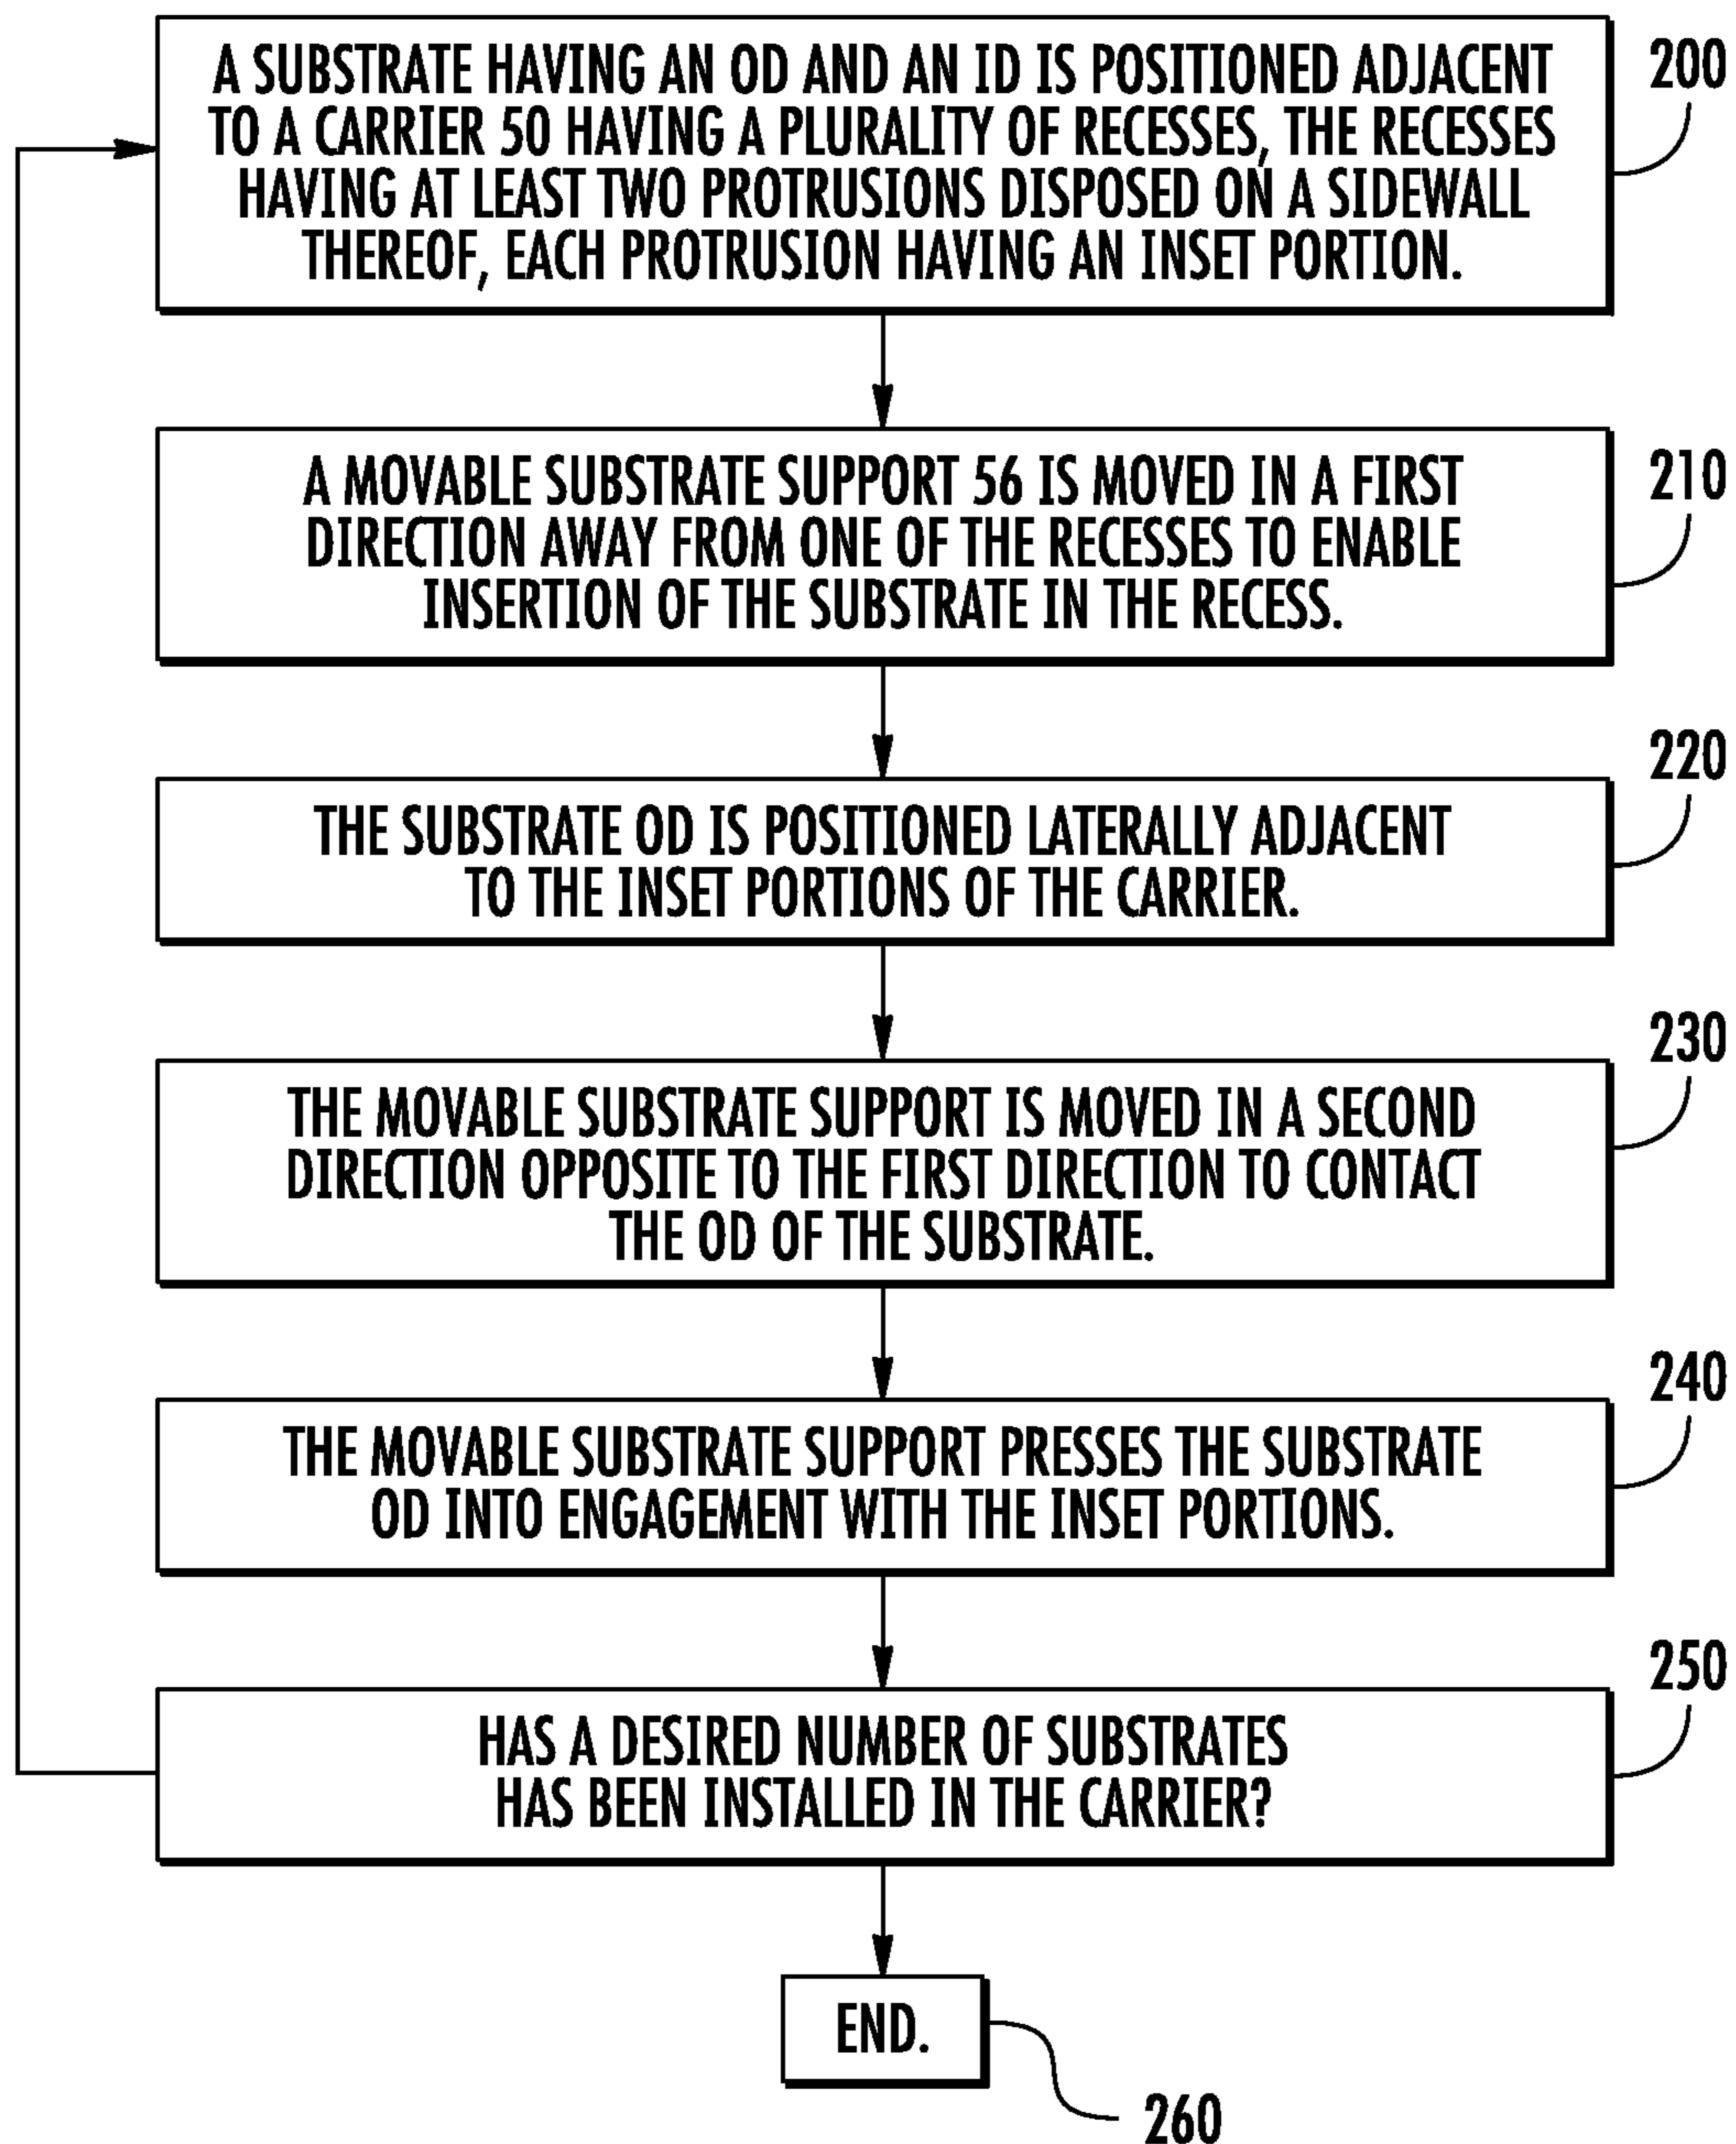 A SUBSTRATE HAVING AN OD AND AN ID IS POSITIONED ADJACENT
TO A CARRIER 50 HAVING A PLURALITY OF RECESSES, THE RECESSES
HAVING AT LEAST TWO PROTRUSIONS DISPOSED ON A SIDEWALL
THEREOF, EACH PROTRUSION HAVING AN INSET PORTION.
200
A MOVABLE SUBSTRATE SUPPORT 56 IS MOVED IN A FIRST
DIRECTION AWAY FROM ONE OF THE RECESSES TO ENABLE
INSERTION OF THE SUBSTRATE IN THE RECESS.
210
THE SUBSTRATE OD IS POSITIONED LATERALLY ADJACENT
TO THE INSET PORTIONS OF THE CARRIER.
220
THE MOVABLE SUBSTRATE SUPPORT IS MOVED IN A SECOND
DIRECTION OPPOSITE TO THE FIRST DIRECTION TO CONTACT
THE OD OF THE SUBSTRATE.
230
THE MOVABLE SUBSTRATE SUPPORT PRESSES THE SUBSTRATE
OD INTO ENGAGEMENT WITH THE INSET PORTIONS.
240
HAS A DESIRED NUMBER OF SUBSTRATES
HAS BEEN INSTALLED IN THE CARRIER?
250
END.
260